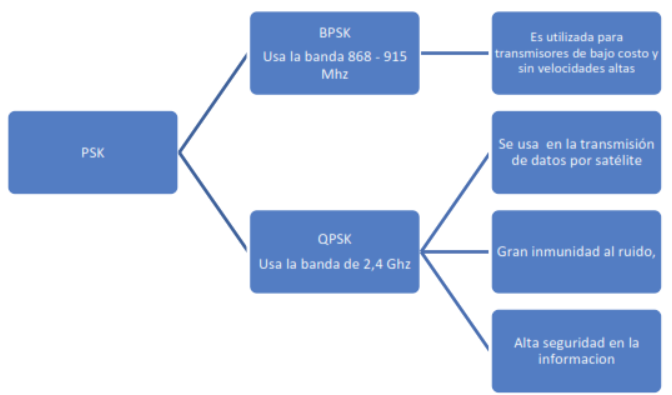 PSK
BPSK
Usa la banda 868 - 915
Mhz
Es utilizada para
transmisores de bajo costo y
sin velocidades altas
QPSK
Usa la banda de 2,4 Ghz
Se usa en la transmisión
de datos por satélite
Gran inmunidad al ruido,
Alta seguridad en la
informacion